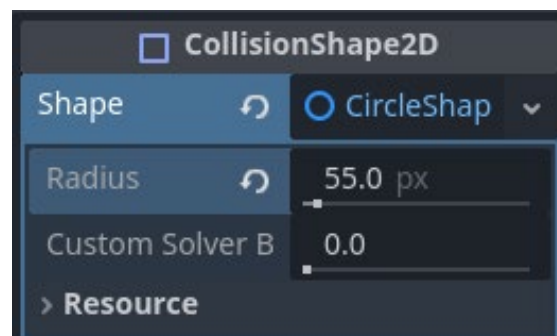 CollisionShape2D
Shape CircleShap
Radius 55.0 px
Custom Solver B 0.0
> Resource